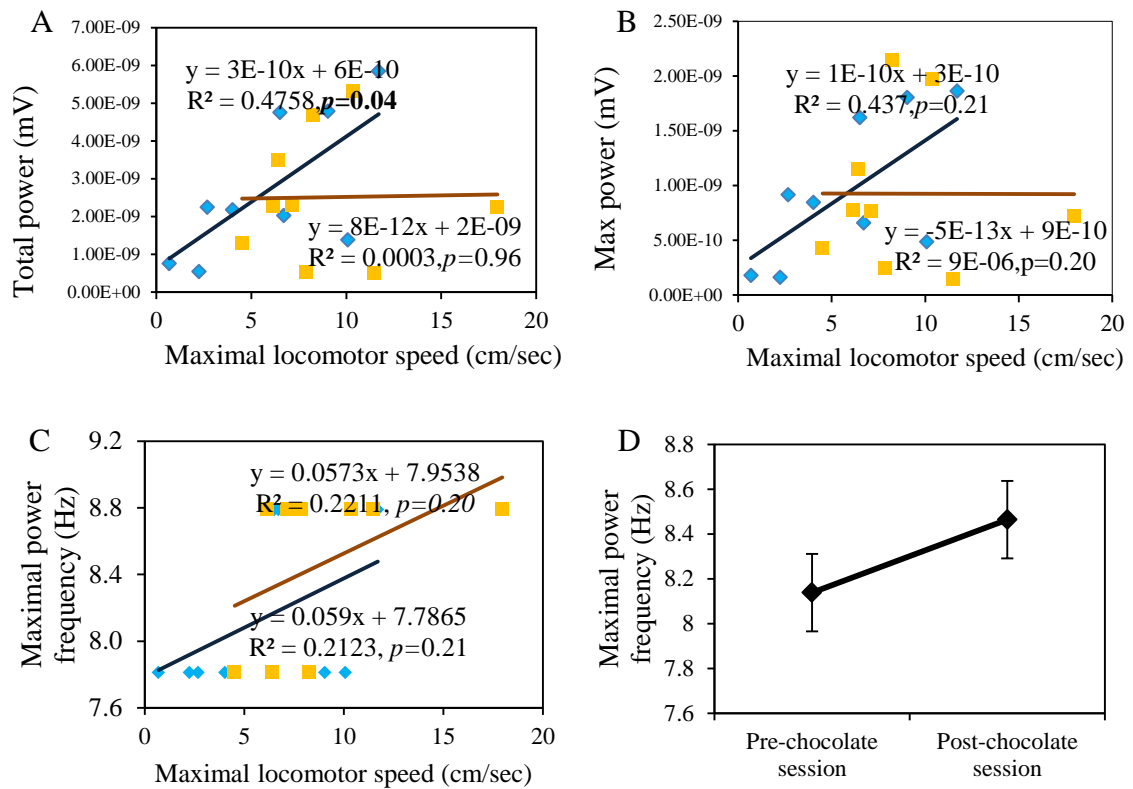 A
Total power (mV)
7.00E-09
6.00E-09
5.00E-09
4.00E-09
3.00E-09
2.00E-09
1.00E-09
0.00E+00
y = 3E-10x + 6E-10
R² = 0.4758,p=0.04
y = 8E-12x + 2E-09
R² = 0.0003,p=0.96
0 5 10 15 20
Maximal locomotor speed (cm/sec)
B
Max power (mV)
2.50E-09
2.00E-09
1.50E-09
1.00E-09
5.00E-10
0.00E+00
y = 1E-10x + 3E-10
R² = 0.437,p=0.21
y = -5E-13x + 9E-10
R² = 9E-06,p=0.20
0 5 10 15 20
Maximal locomotor speed (cm/sec)
C
Maximal power
frequency (Hz)
9.2
8.8
8.4
8.0
7.6
y = 0.0573x + 7.9538
R² = 0.2211, p=0.20
y = 0.059x + 7.7865
R² = 0.2123, p=0.21
0 5 10 15 20
Maximal locomotor speed (cm/sec)
D
Maximal power
frequency (Hz)
8.8
8.6
8.4
8.2
8
7.8
7.6
Pre-chocolate
session
Post-chocolate
session